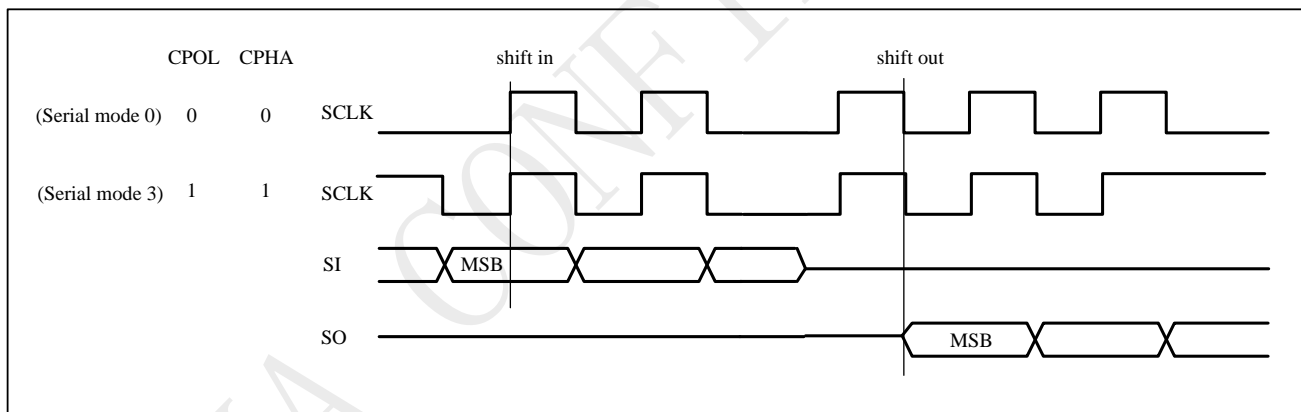 CPOL CPHA shift in shift out
(Serial mode 0) 0 0 SCLK
(Serial mode 3) 1 1 SCLK
SI MSB
SO MSB